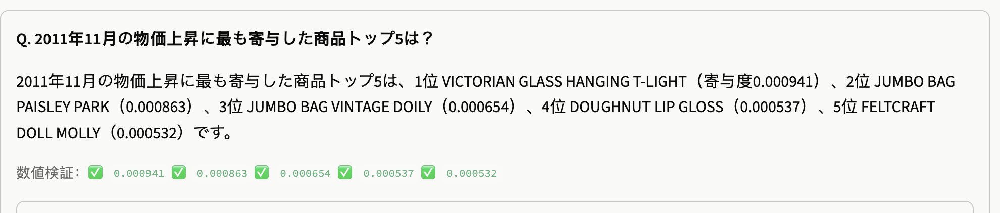 Q. 2011年11月の物価上昇に最も寄与した商品トップ5は？
2011年11月の物価上昇に最も寄与した商品トップ5は、1位 VICTORIAN GLASS HANGING T-LIGHT（寄与度0.000941）、2位 JUMBO BAG
PAISLEY PARK（0.000863）、3位 JUMBO BAG VINTAGE DOILY（0.000654）、4位 DOUGHNUT LIP GLOSS（0.000537）、5位 FELTCRAFT
DOLL MOLLY（0.000532）です。
数値検証： ✅ 0.000941 ✅ 0.000863 ✅ 0.000654 ✅ 0.000537 ✅ 0.000532